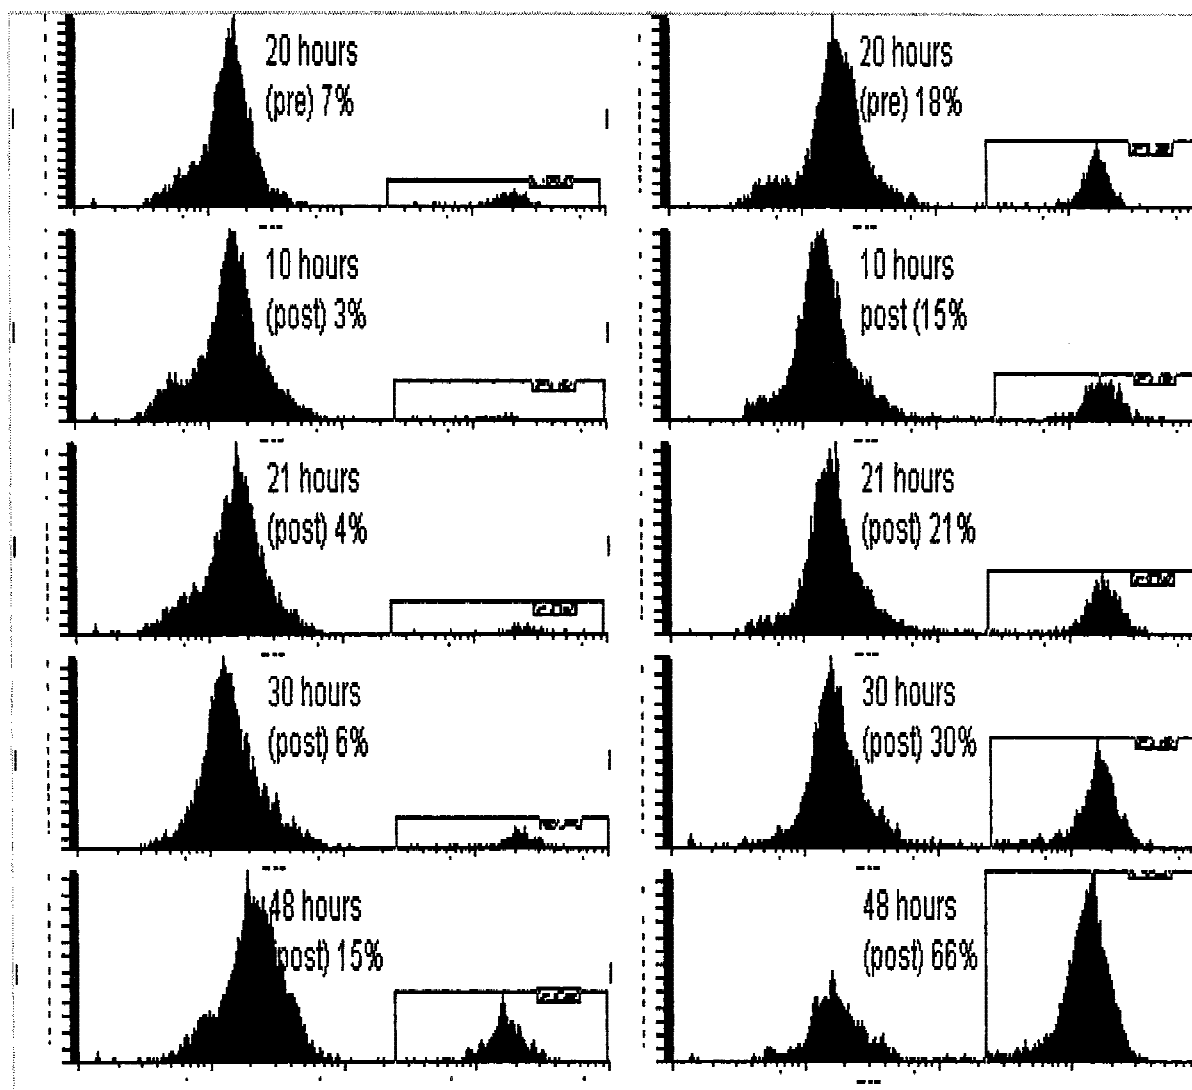 20 hours
(pre) 7%
20 hours
(pre) 18%
10 hours
(post) 3%
10 hours
post (15%
21 hours
(post) 4%
21 hours
(post) 21%
30 hours
(post) 6%
30 hours
(post) 30%
48 hours
(post) 15%
48 hours
(post) 66%